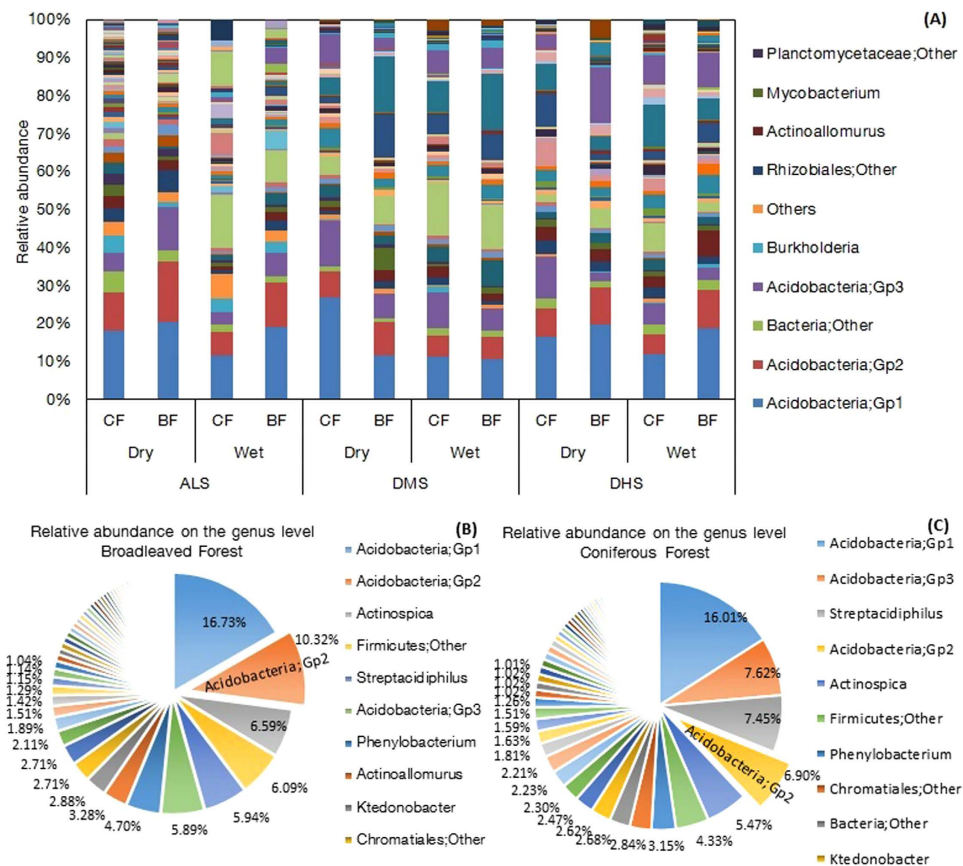 (A)
Relative abundance
100%
90%
80%
70%
60%
50%
40%
30%
20%
10%
0%
CF BF CF BF CF BF CF BF CF BF CF BF
Dry Wet Dry Wet Dry Wet
ALS DMS DHS
Planctomycetaceae;Other
Mycobacterium
Actinoallomurus
Rhizobiales;Other
Others
Burkholderia
Acidobacteria;Gp3
Bacteria;Other
Acidobacteria;Gp2
Acidobacteria;Gp1
(B)
Relative abundance on the genus level
Broadleaved Forest
16.73%
10.32%
Acidobacteria;Gp2
6.59%
6.09%
5.94%
5.89%
4.70%
3.28%
2.88%
2.71%
2.71%
2.11%
1.89%
1.51%
1.42%
1.29%
1.15%
1.14%
1.04%
Acidobacteria;Gp1
Acidobacteria;Gp2
Actinospica
Firmicutes;Other
Streptacidiphilus
Acidobacteria;Gp3
Phenylobacterium
Actinoallomurus
Ktedonobacter
Chromatiales;Other
(C)
Relative abundance on the genus level
Coniferous Forest
16.01%
7.62%
7.45%
6.90%
Acidobacteria;Gp2
5.47%
4.33%
3.15%
2.84%
2.68%
2.62%
2.47%
2.30%
2.23%
2.21%
1.81%
1.63%
1.59%
1.51%
1.26%
1.02%
1.02%
1.02%
1.01%
Acidobacteria;Gp1
Acidobacteria;Gp3
Streptacidiphilus
Acidobacteria;Gp2
Actinospica
Firmicutes;Other
Phenylobacterium
Chromatiales;Other
Bacteria;Other
Ktedonobacter